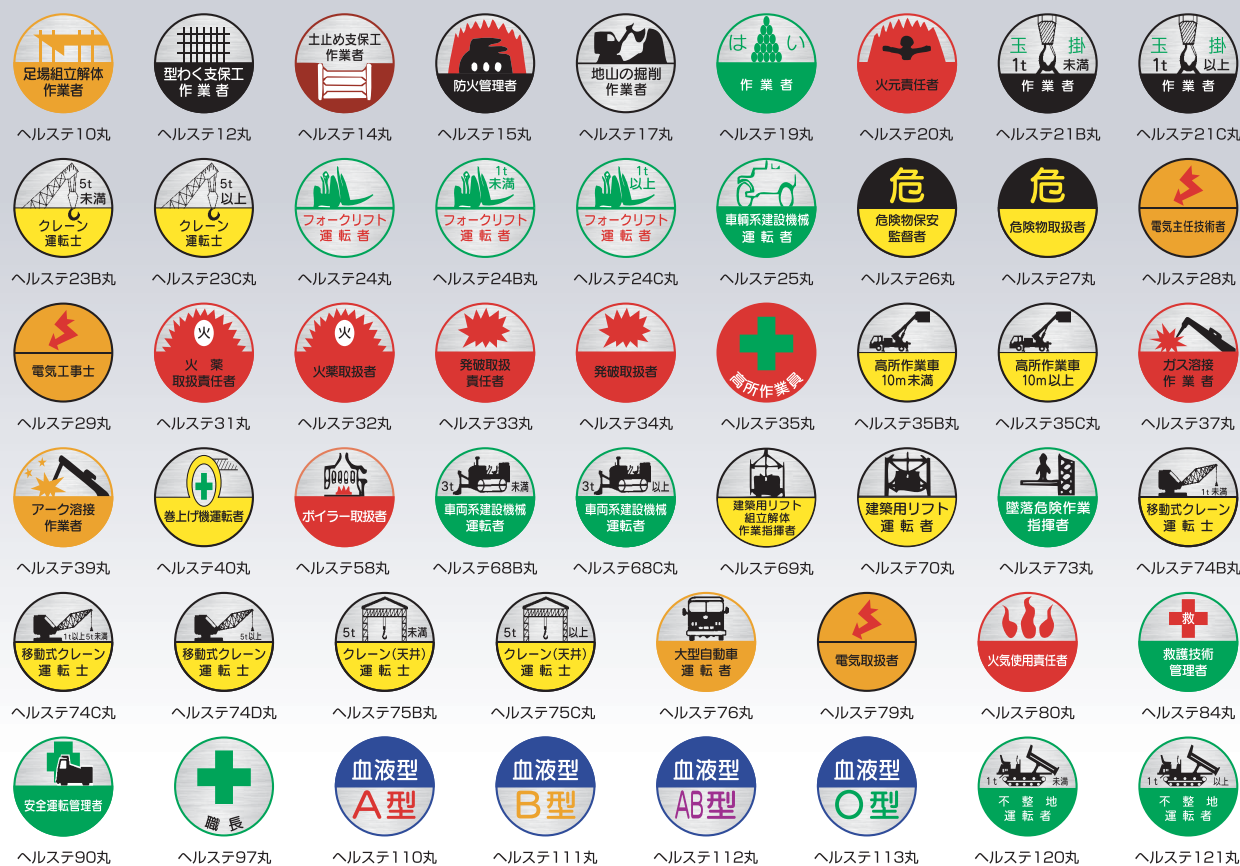 足場組立解体
作業者
ヘルステ10丸
型わく支保工
作業者
ヘルステ12丸
土止め支保工
作業者
ヘルステ14丸
防火管理者
ヘルステ15丸
地山の掘削
作業者
ヘルステ17丸
はい
作業者
ヘルステ19丸
火元責任者
ヘルステ20丸
玉掛
1t未満
作業者
ヘルステ21B丸
玉掛
1t以上
作業者
ヘルステ21C丸
5t
未満
クレーン
運転士
ヘルステ23B丸
5t
以上
クレーン
運転士
ヘルステ23C丸
フォークリフト
運転者
ヘルステ24丸
1t
未満
フォークリフト
運転者
ヘルステ24B丸
1t
以上
フォークリフト
運転者
ヘルステ24C丸
車輌系建設機械
運転者
ヘルステ25丸
危
危険物保安
監督者
ヘルステ26丸
危
危険物取扱者
ヘルステ27丸
電気主任技術者
ヘルステ28丸
電気工事士
ヘルステ29丸
火
火薬
取扱責任者
ヘルステ31丸
火
火薬取扱者
ヘルステ32丸
発破取扱
責任者
ヘルステ33丸
発破取扱者
ヘルステ34丸
高所作業員
ヘルステ35丸
高所作業車
10m未満
ヘルステ35B丸
高所作業車
10m以上
ヘルステ35C丸
ガス溶接
作業者
ヘルステ37丸
アーク溶接
作業者
ヘルステ39丸
巻上げ機運転者
ヘルステ40丸
ボイラー取扱者
ヘルステ58丸
3t未満
車両系建設機械
運転者
ヘルステ68B丸
3t以上
車両系建設機械
運転者
ヘルステ68C丸
建築用リフト
組立解体
作業指揮者
ヘルステ69丸
建築用リフト
運転者
ヘルステ70丸
墜落危険作業
指揮者
ヘルステ73丸
1t未満
移動式クレーン
運転士
ヘルステ74B丸
1t以上5t未満
移動式クレーン
運転士
ヘルステ74C丸
5t以上
移動式クレーン
運転士
ヘルステ74D丸
5t未満
クレーン(天井)
運転士
ヘルステ75B丸
5t以上
クレーン(天井)
運転士
ヘルステ75C丸
大型自動車
運転者
ヘルステ76丸
電気取扱者
ヘルステ79丸
火気使用責任者
ヘルステ80丸
救
救護技術
管理者
ヘルステ84丸
安全運転管理者
ヘルステ90丸
職長
ヘルステ97丸
血液型
A型
ヘルステ110丸
血液型
B型
ヘルステ111丸
血液型
AB型
ヘルステ112丸
血液型
O型
ヘルステ113丸
1t未満
不整地
運転者
ヘルステ120丸
1t以上
不整地
運転者
ヘルステ121丸